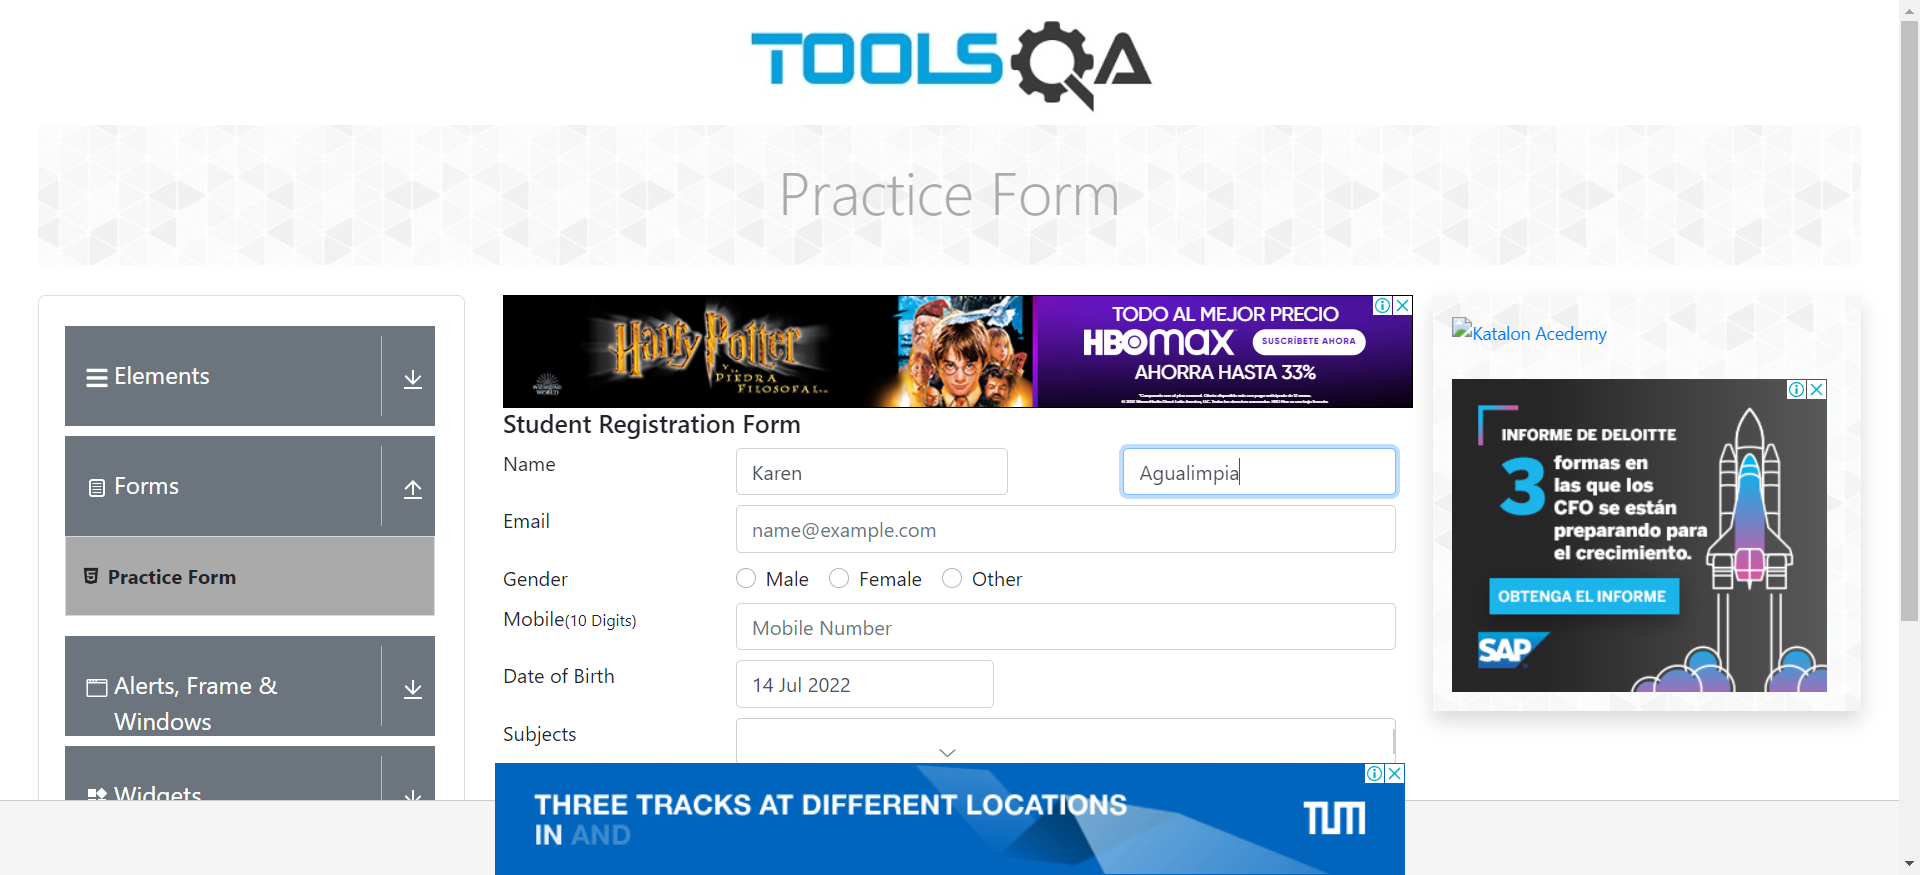 TOOLSQA
Practice Form
Elements
Forms
Practice Form
Alerts, Frame &
Windows
Widgets
Harry Potter
Y LA
PIEDRA
FILOSOFAL
WIZARDING
WORLD
TODO AL MEJOR PRECIO
HBOMAX
SUSCRÍBETE AHORA
AHORRA HASTA 33%
Student Registration Form
Name
Karen
Agualimpia
Email
name@example.com
Gender
Male
Female
Other
Mobile(10 Digits)
Mobile Number
Date of Birth
14 Jul 2022
Subjects
THREE TRACKS AT DIFFERENT LOCATIONS
IN AND
TUM
Katalon Acedemy
INFORME DE DELOITTE
3 formas en
las que los
CFO se están
preparando para
el crecimiento.
OBTENGA EL INFORME
SAP